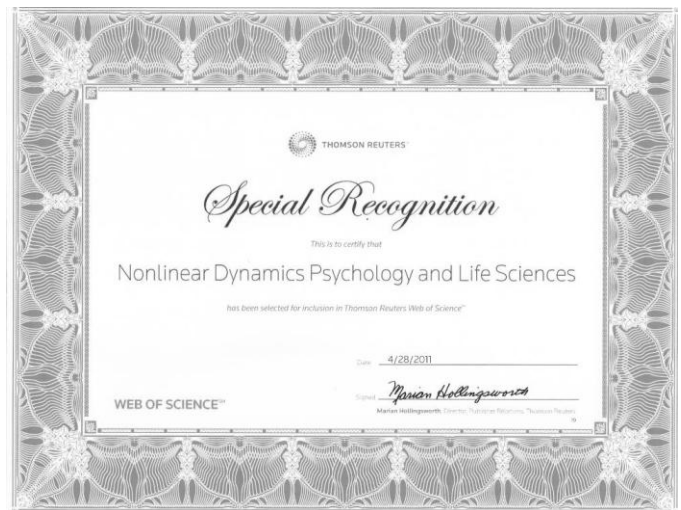 THOMSON REUTERS
Special Recognition
This is to certify that
Nonlinear Dynamics Psychology and Life Sciences
has been selected for inclusion in Thomson Reuters Web of Science℠
Date 4/28/2011
Signed Marian Hollingsworth
WEB OF SCIENCE℠
Marian Hollingsworth, Director, Publisher Relations, Thomson Reuters